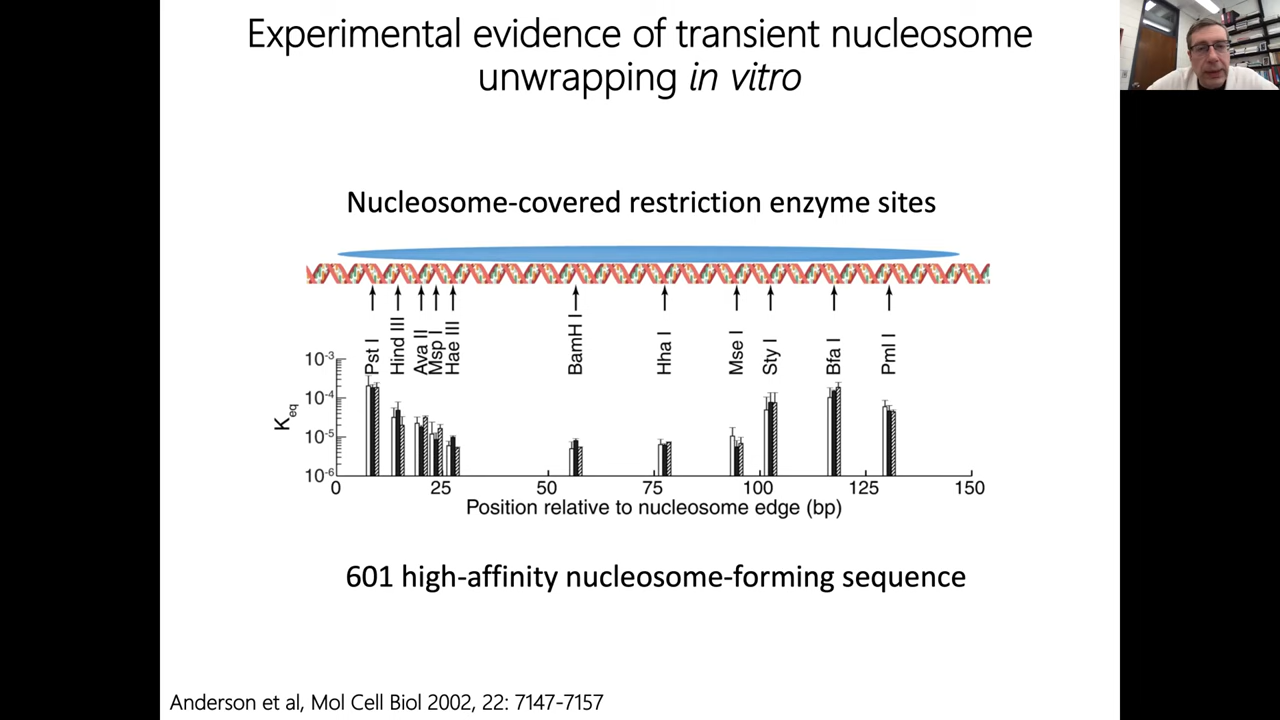 Experimental evidence of transient nucleosome
unwrapping in vitro
Nucleosome-covered restriction enzyme sites
Pst I
Hind III
Ava II
Msp I
Hae III
BamH I
Hha I
Mse I
Sty I
Bfa I
Pml I
10-3
10-4
10-5
10-6
Keq
0 25 50 75 100 125 150
Position relative to nucleosome edge (bp)
601 high-affinity nucleosome-forming sequence
Anderson et al, Mol Cell Biol 2002, 22: 7147-7157